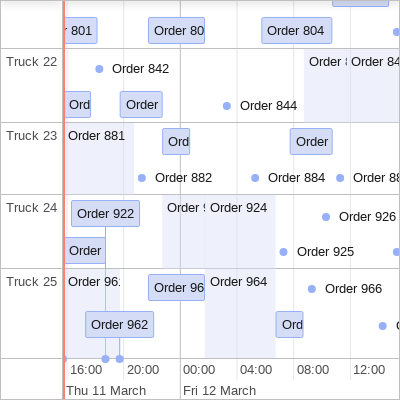 801 Order 80 Order 804
Truck 22 Order Order 84
Order 842
Ord Order Order 844
Truck 23 Order 881 Ord Order
Order 882 Order 884 Order 88
Truck 24 Order 922 Order 9 Order 924 Order 926
Order Order 925
Truck 25 Order 961 Order 96 Order 964 Order 966
Order 962 Ord
16:00 20:00 00:00 04:00 08:00 12:00
Thu 11 March Fri 12 March